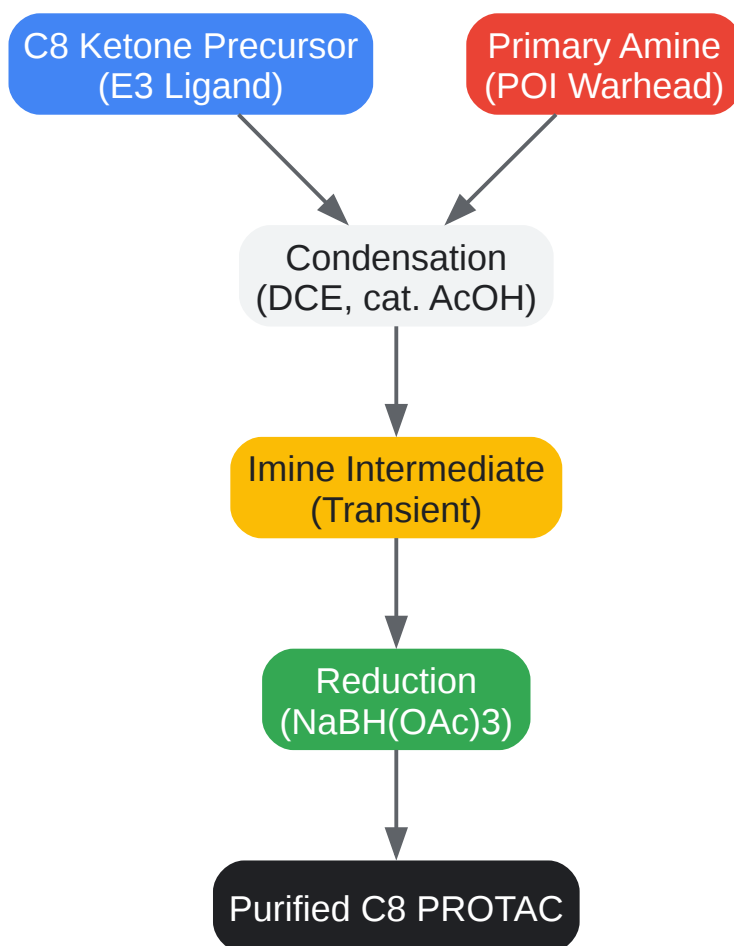 C8 Ketone Precursor
(E3 Ligand)
Primary Amine
(POI Warhead)
Condensation
(DCE, cat. AcOH)
Imine Intermediate
(Transient)
Reduction
(NaBH(OAc)3)
Purified C8 PROTAC